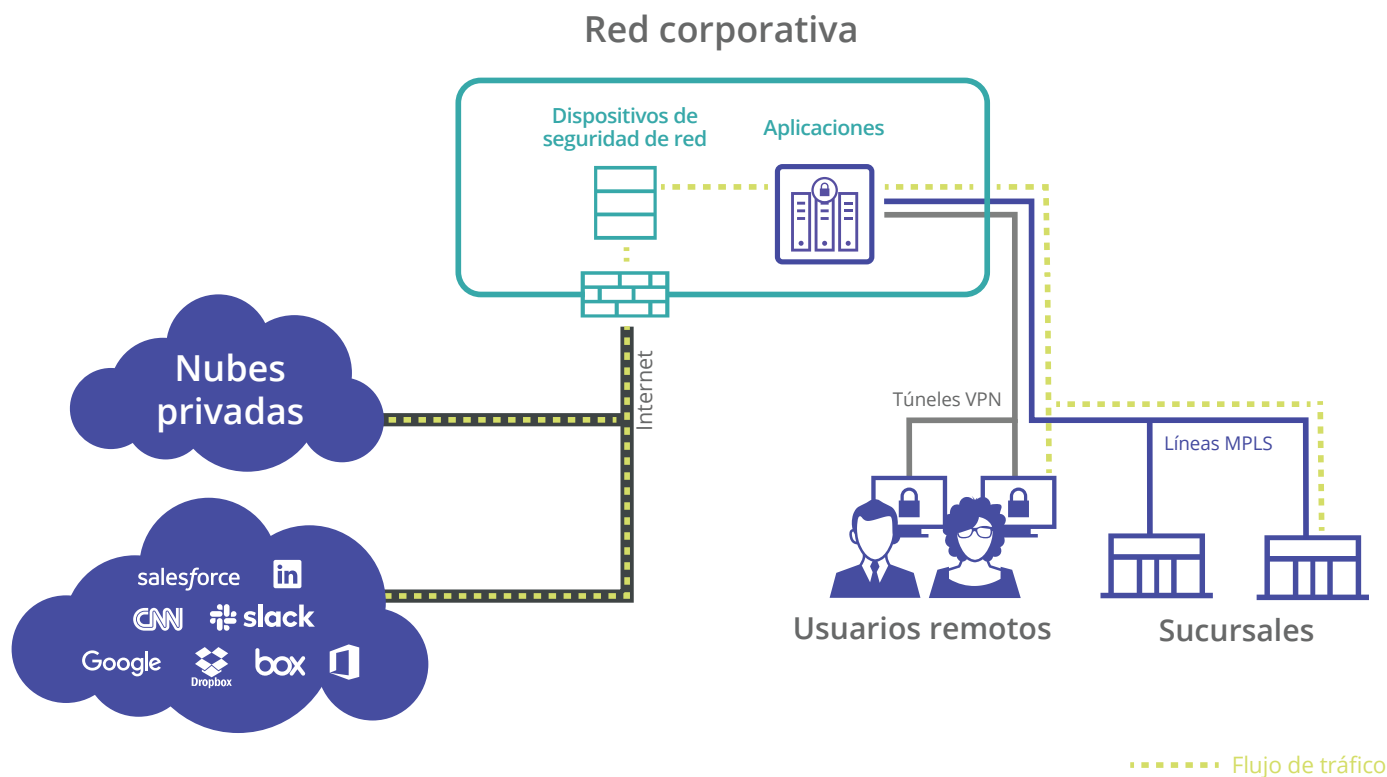 Red corporativa
Dispositivos de
seguridad de red
Aplicaciones
Nubes
privadas
Internet
Túneles VPN
Líneas MPLS
salesforce
in
CNN
slack
Google
Dropbox
box
Usuarios remotos
Sucursales
Flujo de tráfico